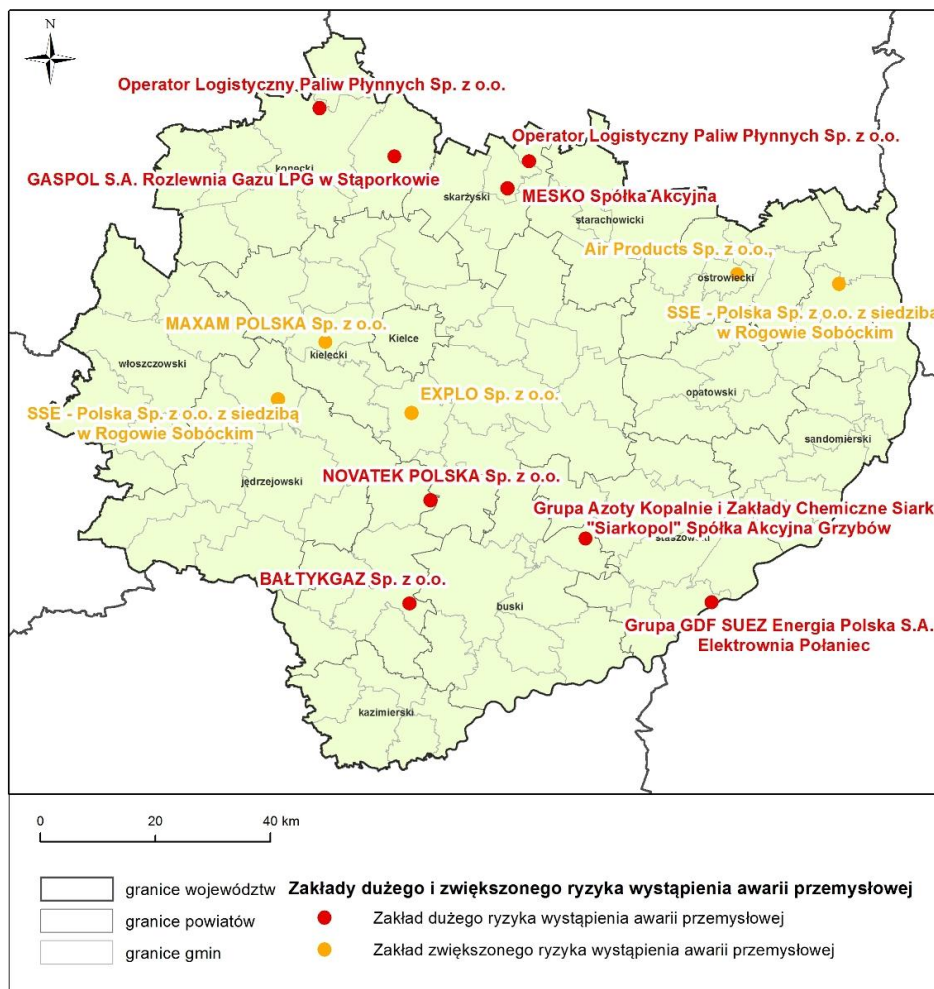 N
Operator Logistyczny Paliw Płynnych Sp. z o.o.
Operator Logistyczny Paliw Płynnych Sp. z o.o.
konecki
GASPOL S.A. Rozlewnia Gazu LPG w Stąporkowie
skarżyski
MESKO Spółka Akcyjna
starachowicki
Air Products Sp. z o.o.,
ostrowiecki
SSE - Polska Sp. z o.o. z siedzibą
w Rogowie Sobóckim
MAXAM POLSKA Sp. z o.o.
Kielce
kielecki
włoszczowski
opatowski
EXPLO Sp. z o.o.
SSE - Polska Sp. z o.o. z siedzibą
w Rogowie Sobóckim
sandomierski
jędrzejowski
NOVATEK POLSKA Sp. z o.o.
Grupa Azoty Kopalnie i Zakłady Chemiczne Siark
"Siarkopol" Spółka Akcyjna Grzybów
staszowski
BAŁTYKGAZ Sp. z o.o.
buski
Grupa GDF SUEZ Energia Polska S.A.
Elektrownia Połaniec
kazimierski
0 20 40 km
granice województw
granice powiatów
granice gmin
Zakłady dużego i zwiększonego ryzyka wystąpienia awarii przemysłowej
Zakład dużego ryzyka wystąpienia awarii przemysłowej
Zakład zwiększonego ryzyka wystąpienia awarii przemysłowej